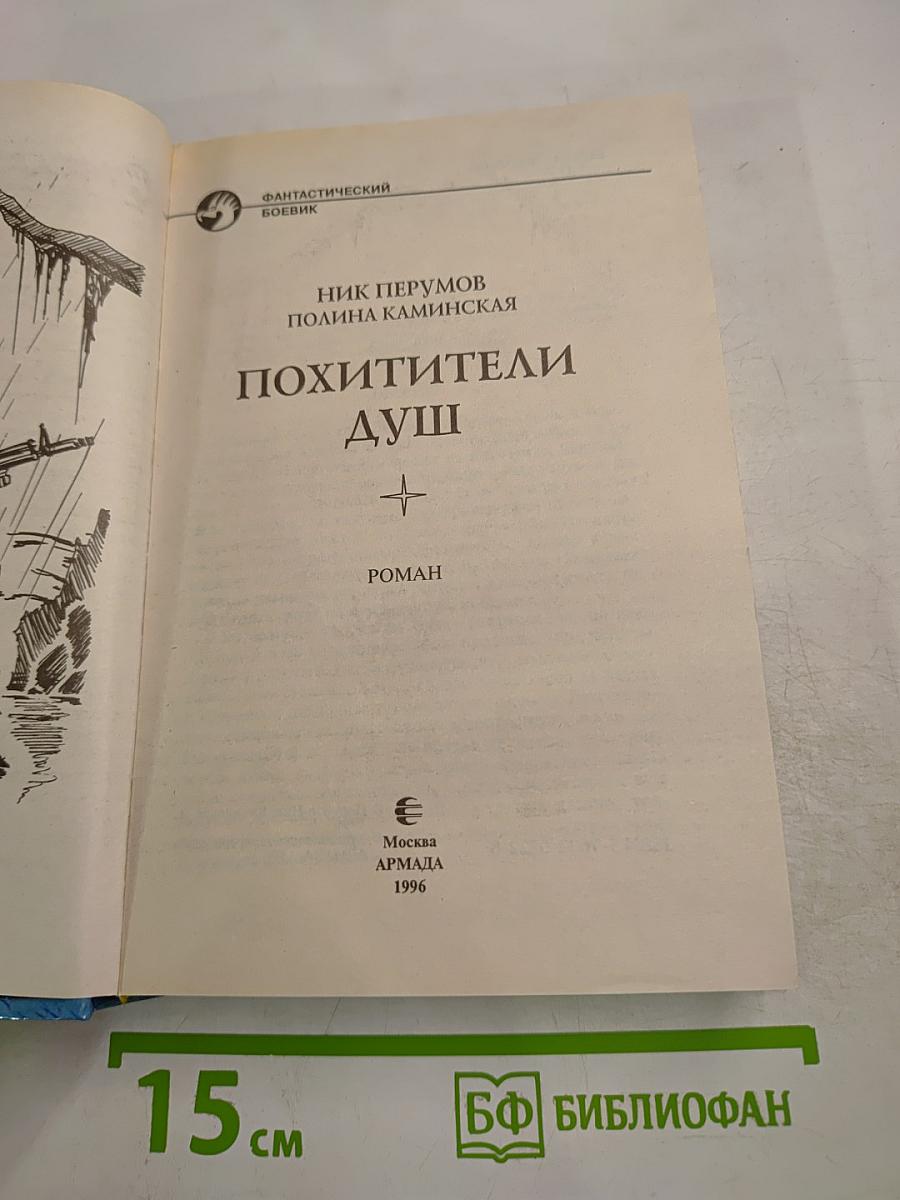 ФАНТАСТИЧЕСКИЙ
БОЕВИК
НИК ПЕРУМОВ
ПОЛИНА КАМИНСКАЯ
ПОХИТИТЕЛИ
ДУШ
РОМАН
Москва
АРМАДА
1996
15 см
БФ БИБЛИОФАН